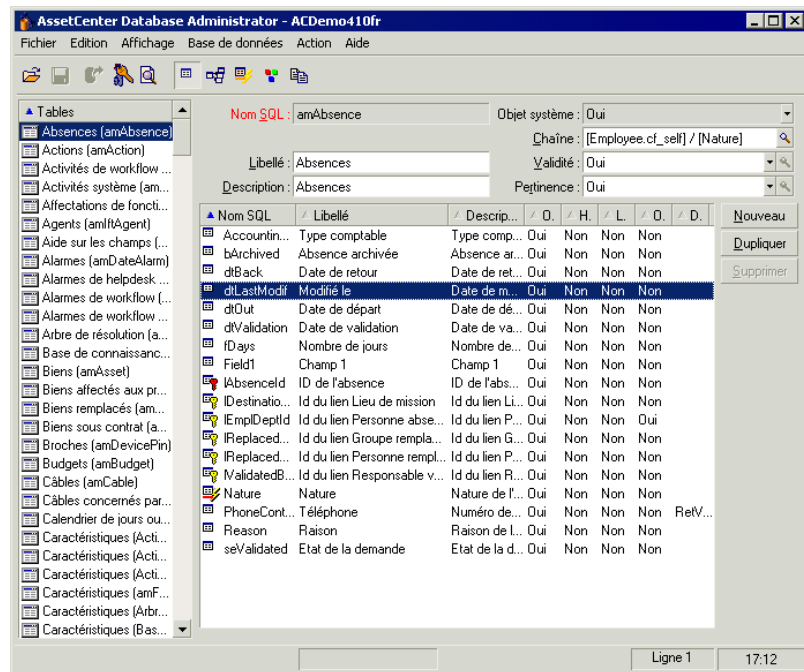 AssetCenter Database Administrator - ACDemo410fr
Fichier Edition Affichage Base de données Action Aide
Tables
Absences (amAbsence)
Actions (amAction)
Activités de workflow ...
Activités système (am...
Affectations de foncti...
Agents (amIftAgent)
Aide sur les champs (...
Alarmes (amDateAlarm)
Alarmes de helpdesk ...
Alarmes de workflow (...
Alarmes de workflow ...
Arbre de résolution (a...
Base de connaissanc...
Biens (amAsset)
Biens affectés aux pr...
Biens remplacés (am...
Biens sous contrat (a...
Broches (amDevicePin)
Budgets (amBudget)
Câbles (amCable)
Câbles concernés par...
Calendrier de jours ou...
Caractéristiques (Acti...
Caractéristiques (Acti...
Caractéristiques (Acti...
Caractéristiques (amF...
Caractéristiques (Arbr...
Caractéristiques (Bas...
Nom SQL : amAbsence Objet système : Oui
Chaîne : [Employee.cf_self] / [Nature]
Libellé : Absences Validité : Oui
Description : Absences Pertinence : Oui
Nom SQL Libellé Descrip... O. H. L. O. D.
Accountin... Type comptable Type comp... Oui Non Non Non
bArchived Absence archivée Absence ar... Oui Non Non Non
dtBack Date de retour Date de ret... Oui Non Non Non
dtLastModif Modifié le Date de m... Oui Non Non Non
dtOut Date de départ Date de dé... Oui Non Non Non
dtValidation Date de validation Date de va... Oui Non Non Non
fDays Nombre de jours Nombre de... Oui Non Non Non
Field1 Champ 1 Champ 1 Oui Non Non Non
lAbsenceId ID de l'absence ID de l'abs... Oui Non Non Non
lDestinatio... Id du lien Lieu de mission Id du lien Li... Oui Non Non Non
lEmplDeptId Id du lien Personne abse... Id du lien P... Oui Non Non Oui
lReplaced... Id du lien Groupe rempla... Id du lien G... Oui Non Non Non
lReplaced... Id du lien Personne rempl... Id du lien P... Oui Non Non Non
lValidatedB... Id du lien Responsable v... Id du lien R... Oui Non Non Non
Nature Nature Nature de l'... Oui Non Non Non
PhoneCont... Téléphone Numéro de... Oui Non Non Non RetV...
Reason Raison Raison de l... Oui Non Non Non
seValidated Etat de la demande Etat de la d... Oui Non Non Non
Nouveau
Dupliquer
Supprimer
Ligne 1 17:12